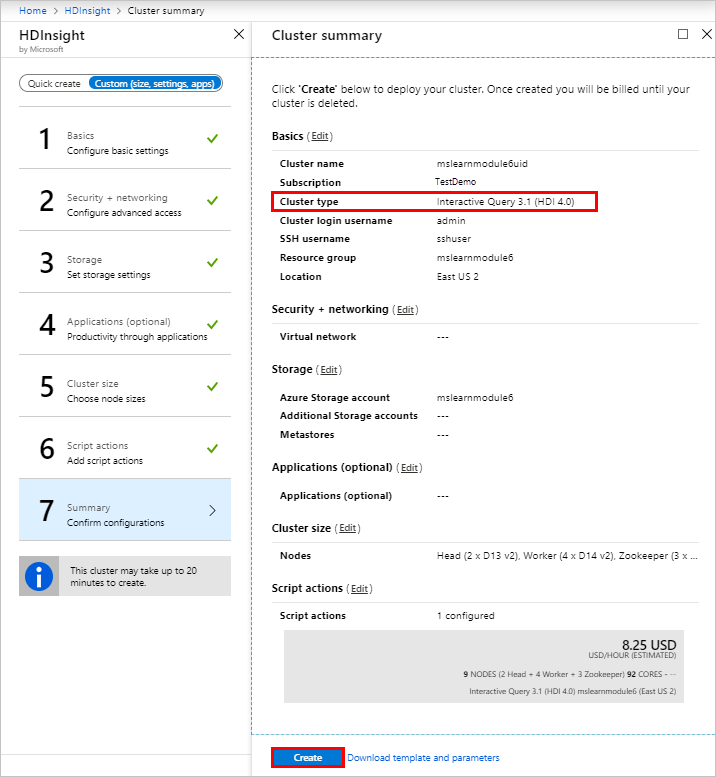 Home > HDInsight > Cluster summary
HDInsight
by Microsoft
Quick create Custom (size, settings, apps)
1 Basics
Configure basic settings
2 Security + networking
Configure advanced access
3 Storage
Set storage settings
4 Applications (optional)
Productivity through applications
5 Cluster size
Choose node sizes
6 Script actions
Add script actions
7 Summary
Confirm configurations
This cluster may take up to 20
minutes to create.
Cluster summary
Click 'Create' below to deploy your cluster. Once created you will be billed until your
cluster is deleted.
Basics (Edit)
Cluster name mslearnmodule6uid
Subscription TestDemo
Cluster type Interactive Query 3.1 (HDI 4.0)
Cluster login username admin
SSH username sshuser
Resource group mslearnmodule6
Location East US 2
Security + networking (Edit)
Virtual network ---
Storage (Edit)
Azure Storage account mslearnmodule6
Additional Storage accounts ---
Metastores ---
Applications (optional) (Edit)
Applications (optional) ---
Cluster size (Edit)
Nodes Head (2 x D13 v2), Worker (4 x D14 v2), Zookeeper (3 x ...
Script actions (Edit)
Script actions 1 configured
8.25 USD
USD/HOUR (ESTIMATED)
9 NODES (2 Head + 4 Worker + 3 Zookeeper) 92 CORES - --
Interactive Query 3.1 (HDI 4.0) mslearnmodule6 (East US 2)
Create Download template and parameters